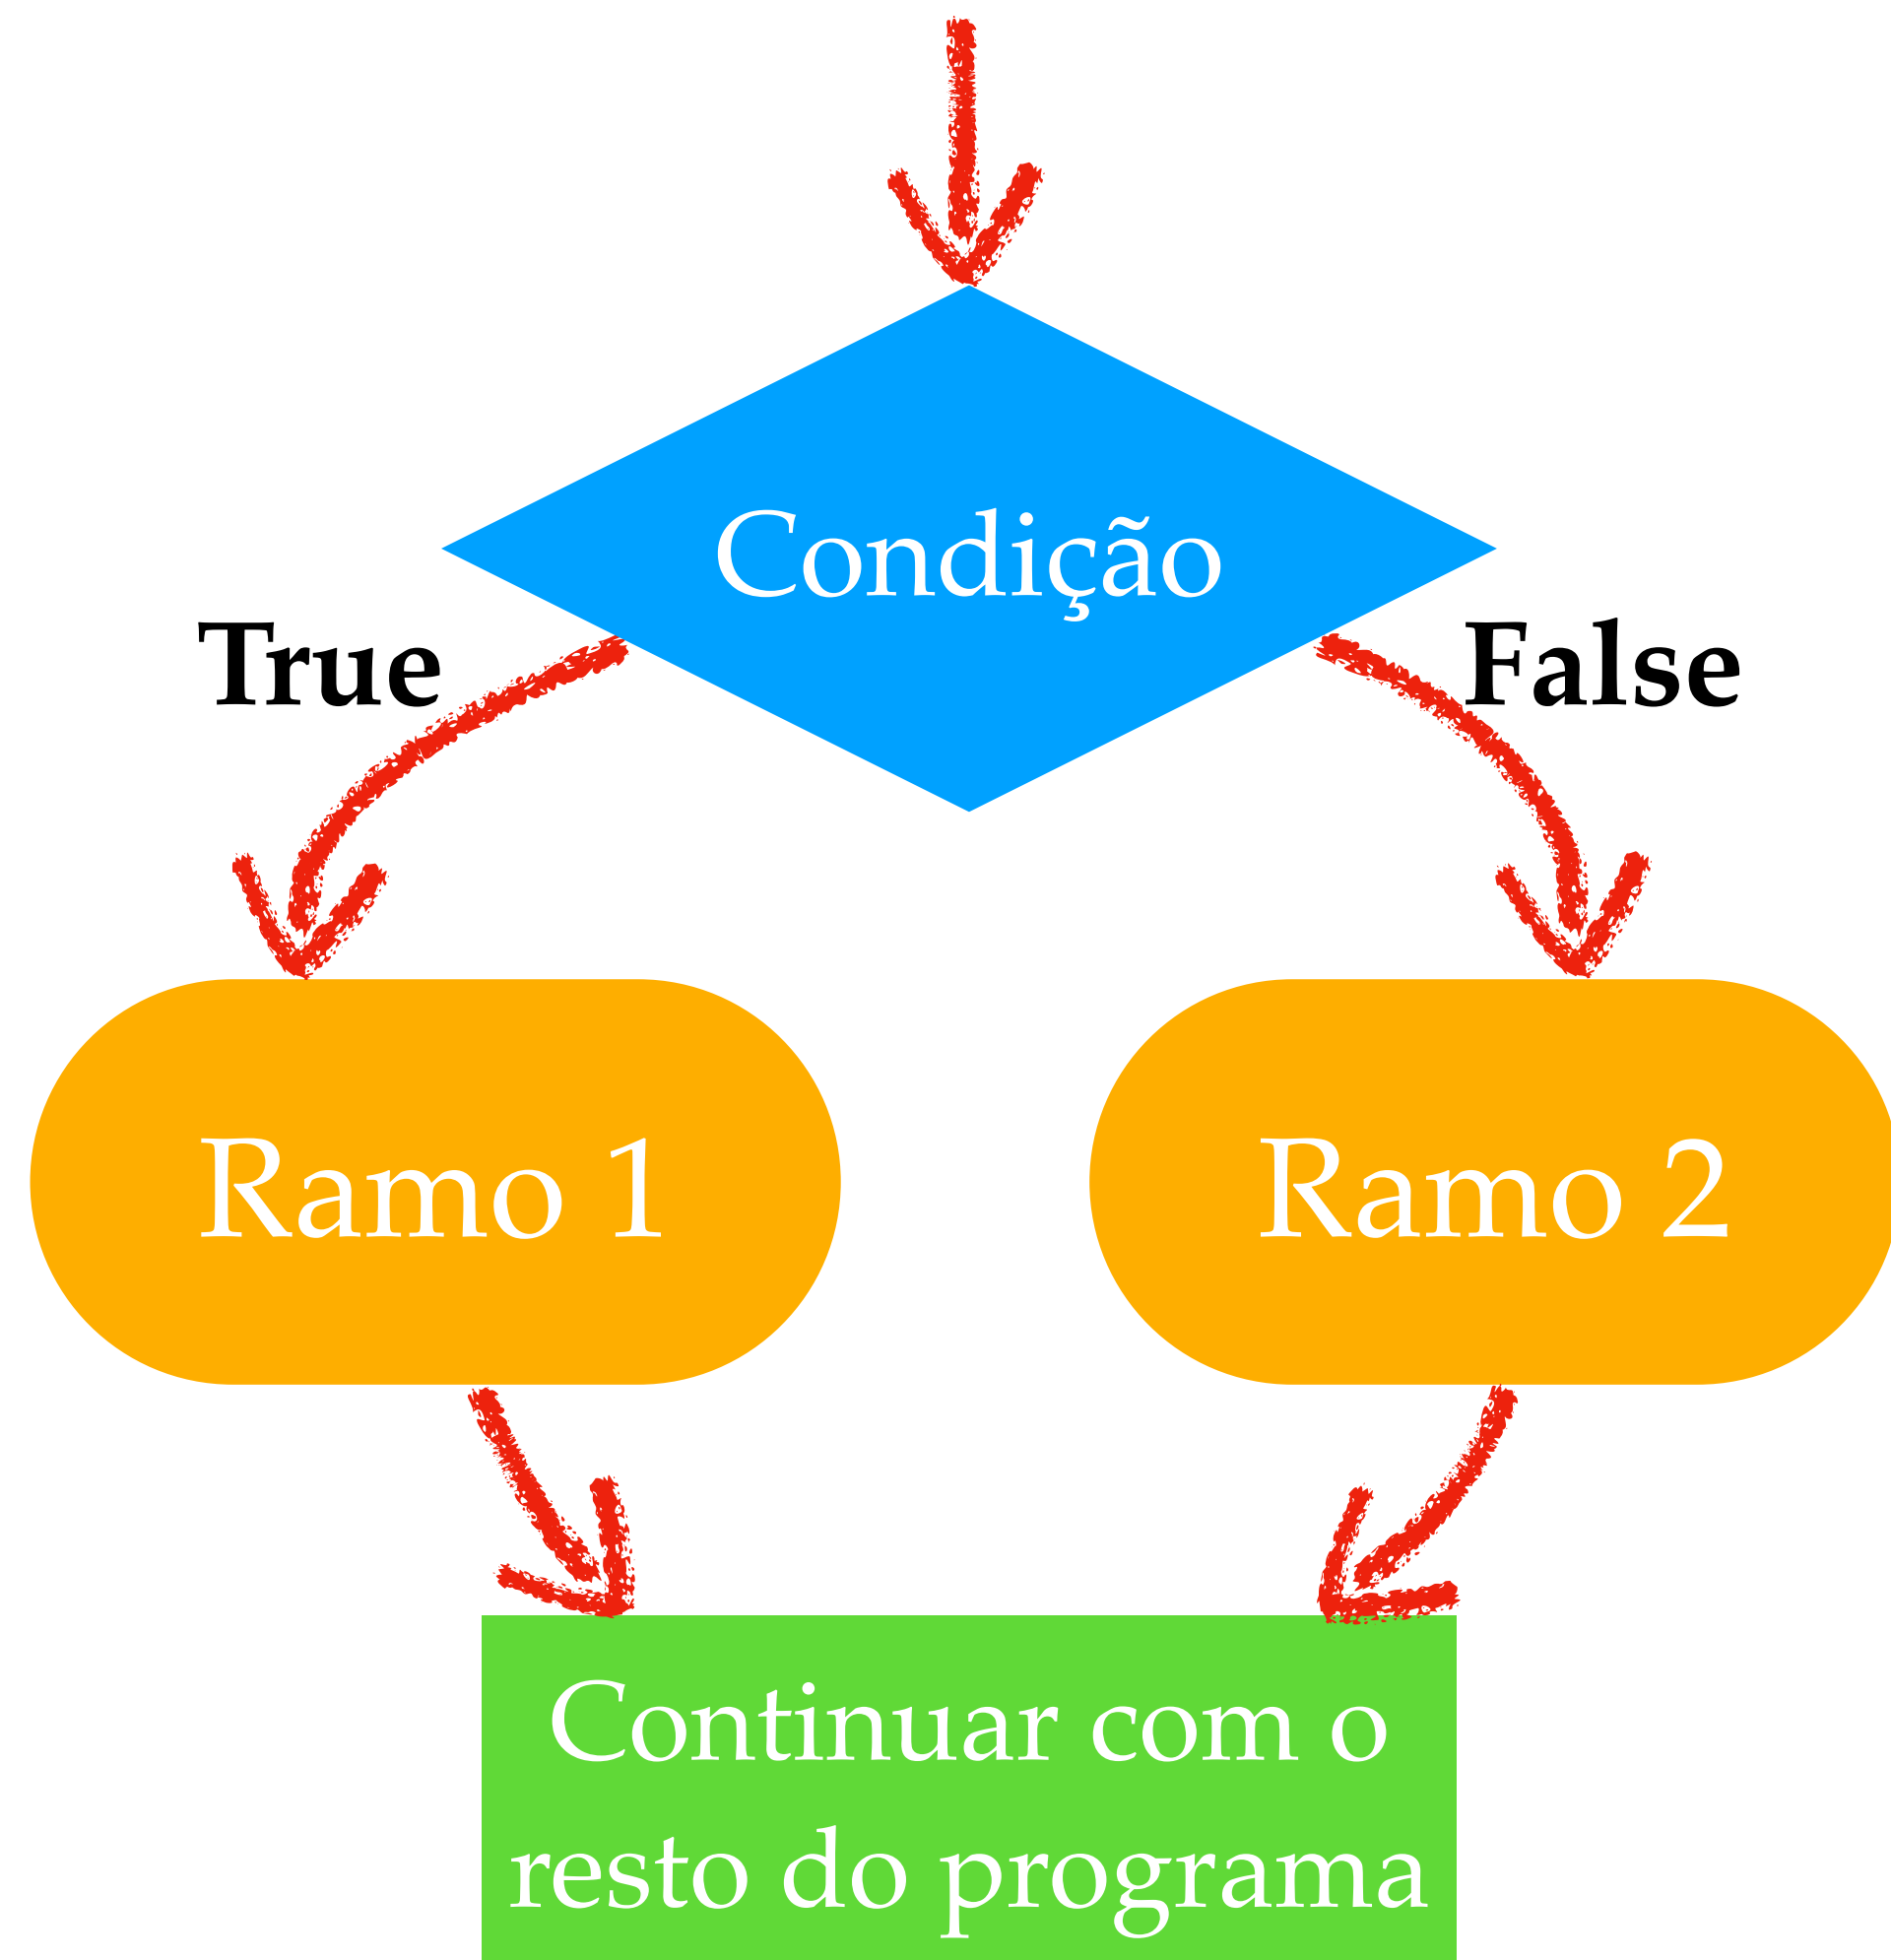 Condição
True
False
Ramo 1
Ramo 2
Continuar com o
resto do programa